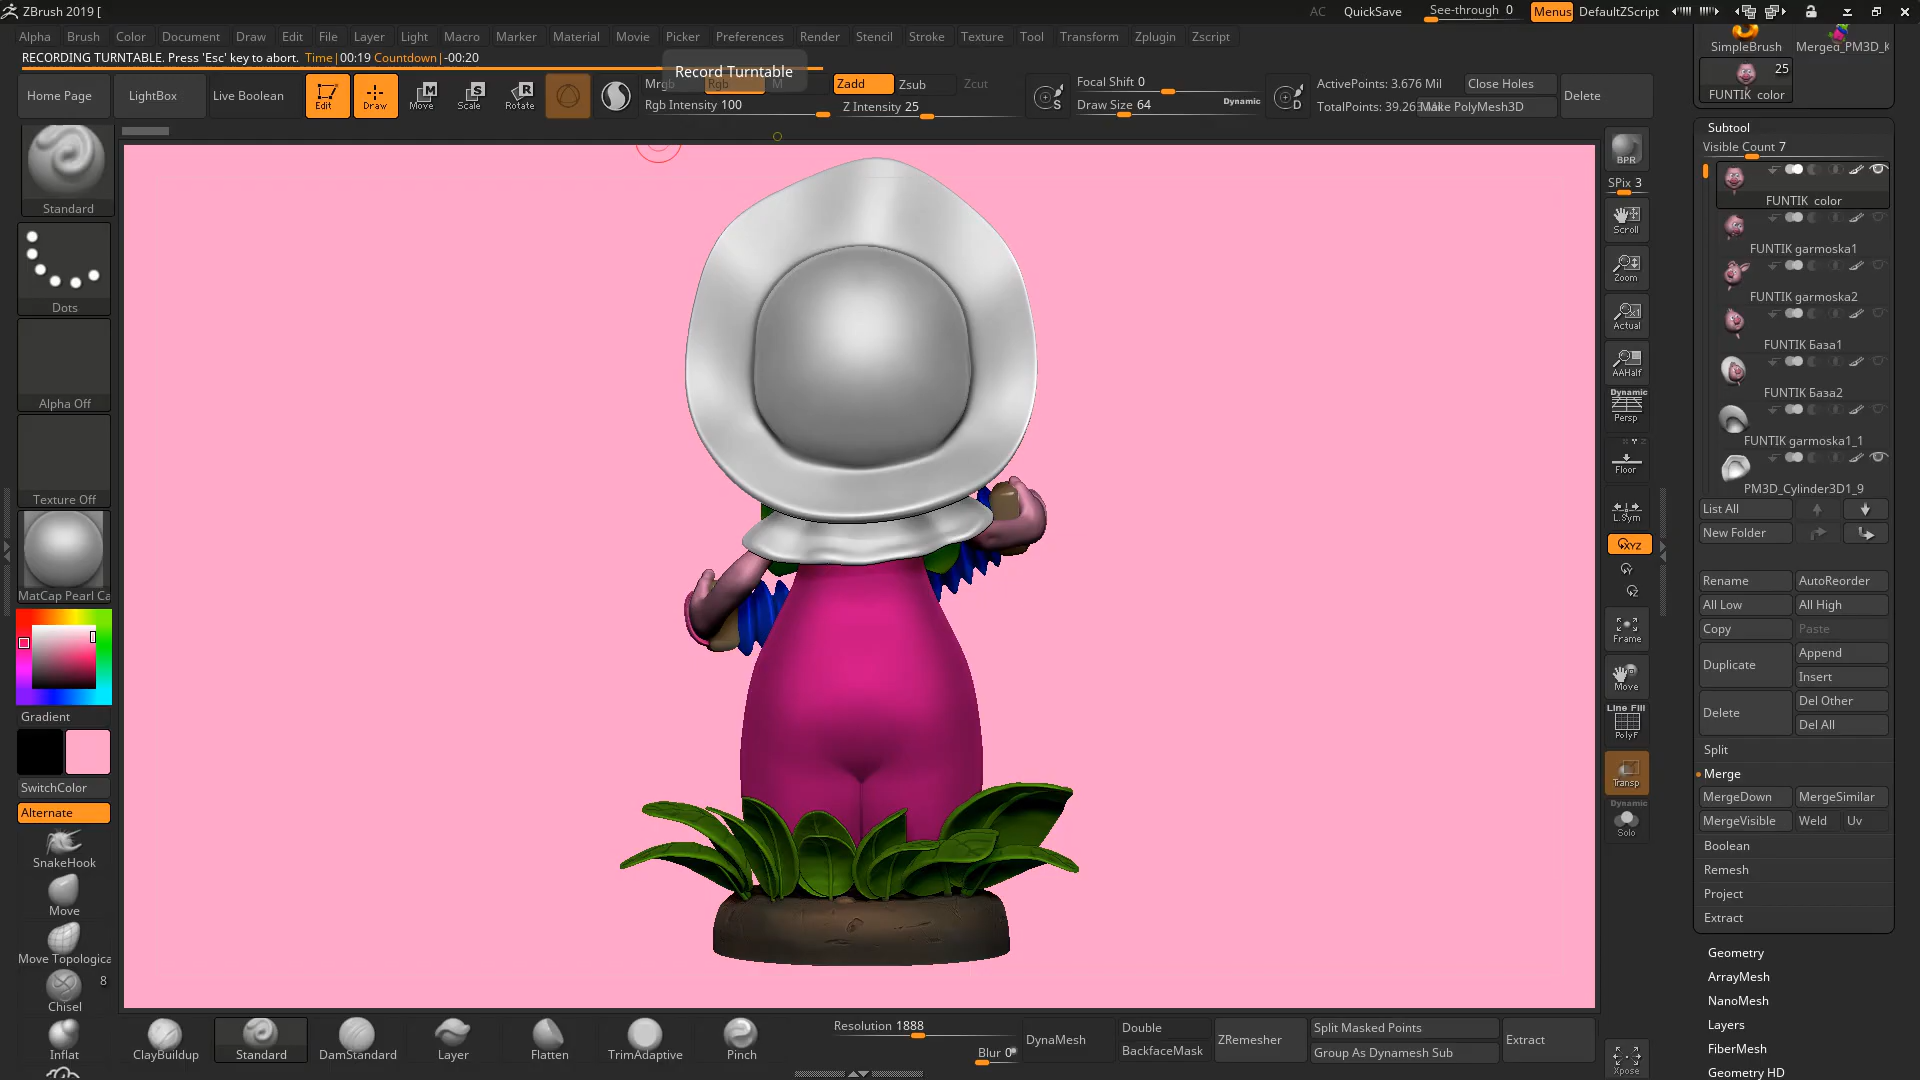 ZBrush 2019 [
AC QuickSave See-through 0 Menus DefaultZScript
Alpha Brush Color Document Draw Edit File Layer Light Macro Marker Material Movie Picker Preferences Render Stencil Stroke Texture Tool Transform Zplugin Zscript
RECORDING TURNTABLE. Press 'Esc' key to abort. Time|00:19 Countdown|-00:20
Record Turntable
Home Page LightBox Live Boolean Edit Draw Move Scale Rotate
Mrgb Rgb M Zadd Zsub Zcut
Rgb Intensity 100 Z Intensity 25
Focal Shift 0
Draw Size 64 Dynamic
ActivePoints: 3.676 Mil Close Holes
TotalPoints: 39.26 Make PolyMesh3D
Delete
SimpleBrush
25
FUNTIK color
Subtool
Visible Count 7
FUNTIK color
FUNTIK garmoska1
FUNTIK garmoska2
FUNTIK База1
FUNTIK База2
FUNTIK garmoska1_1
PM3D_Cylinder3D1_9
List All
New Folder
Rename AutoReorder
All Low All High
Copy Paste
Duplicate Append
Insert
Delete Del Other
Del All
Split
Merge
MergeDown MergeSimilar
MergeVisible Weld Uv
Boolean
Remesh
Project
Extract
Geometry
ArrayMesh
NanoMesh
Layers
FiberMesh
Geometry HD
Standard
Dots
Alpha Off
Texture Off
MatCap Pearl Ca
Gradient
SwitchColor
Alternate
SnakeHook
Move
Move Topologica
Chisel 8
Inflat
BPR
SPix 3
Scroll
Zoom
Actual
AAHalf
Dynamic
Persp
Floor
L.Sym
XYZ
Y
Z
Frame
Move
Line Fill
PolyF
Transp
Dynamic
Solo
Xpose
ClayBuildup Standard DamStandard Layer Flatten TrimAdaptive Pinch
Resolution 1888
Blur 0
DynaMesh
Double
BackfaceMask
ZRemesher
Split Masked Points
Group As Dynamesh Sub
Extract